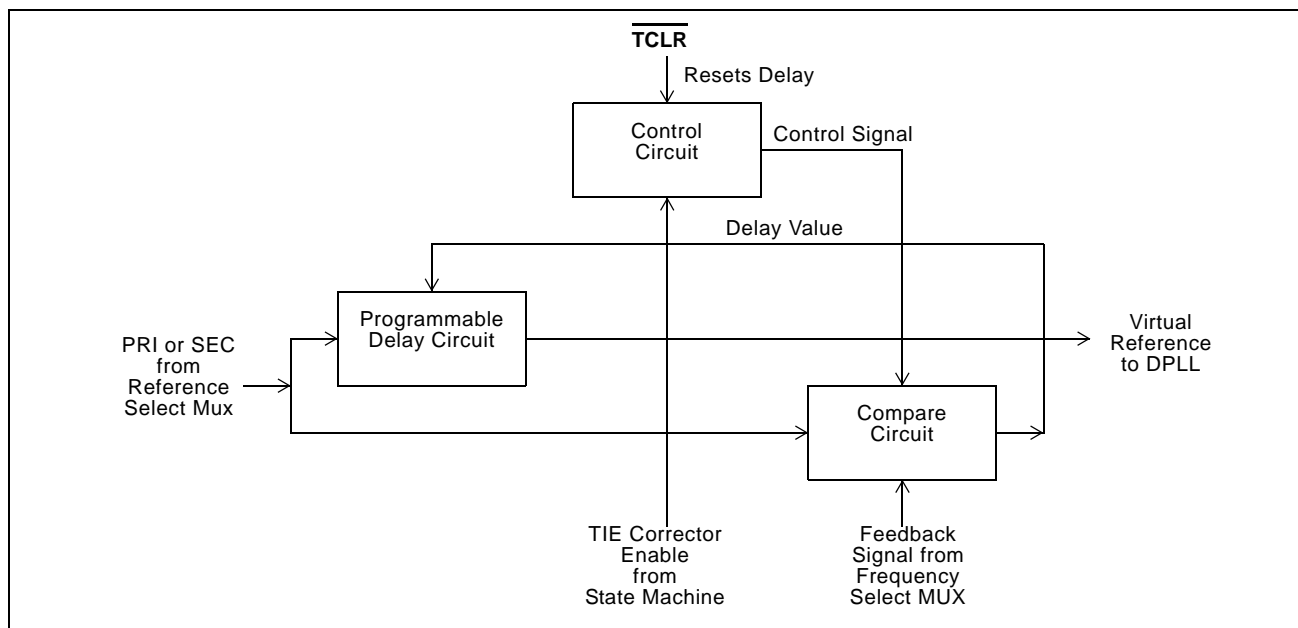 TCLR
Resets Delay
Control
Circuit
Control Signal
Delay Value
Programmable
Delay Circuit
PRI or SEC
from
Reference
Select Mux
Virtual
Reference
to DPLL
Compare
Circuit
TIE Corrector
Enable
from
State Machine
Feedback
Signal from
Frequency
Select MUX